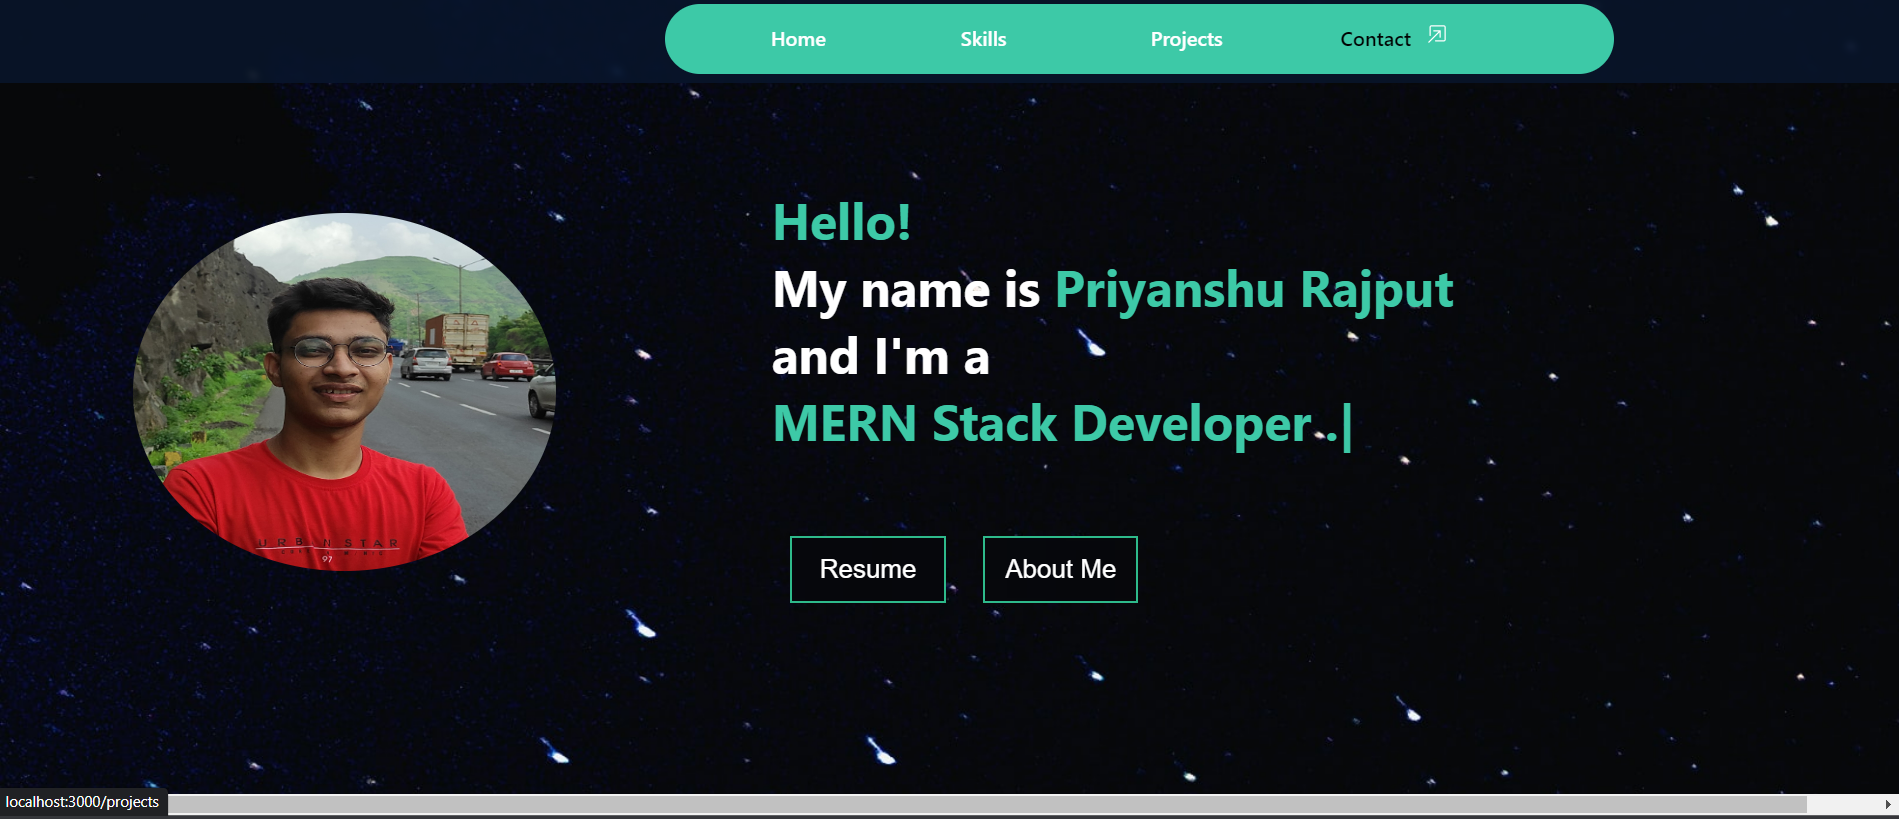 Home Skills Projects Contact
Hello!
My name is Priyanshu Rajput
and I'm a
MERN Stack Developer .|
URBAN STAR
97
Resume About Me
localhost:3000/projects